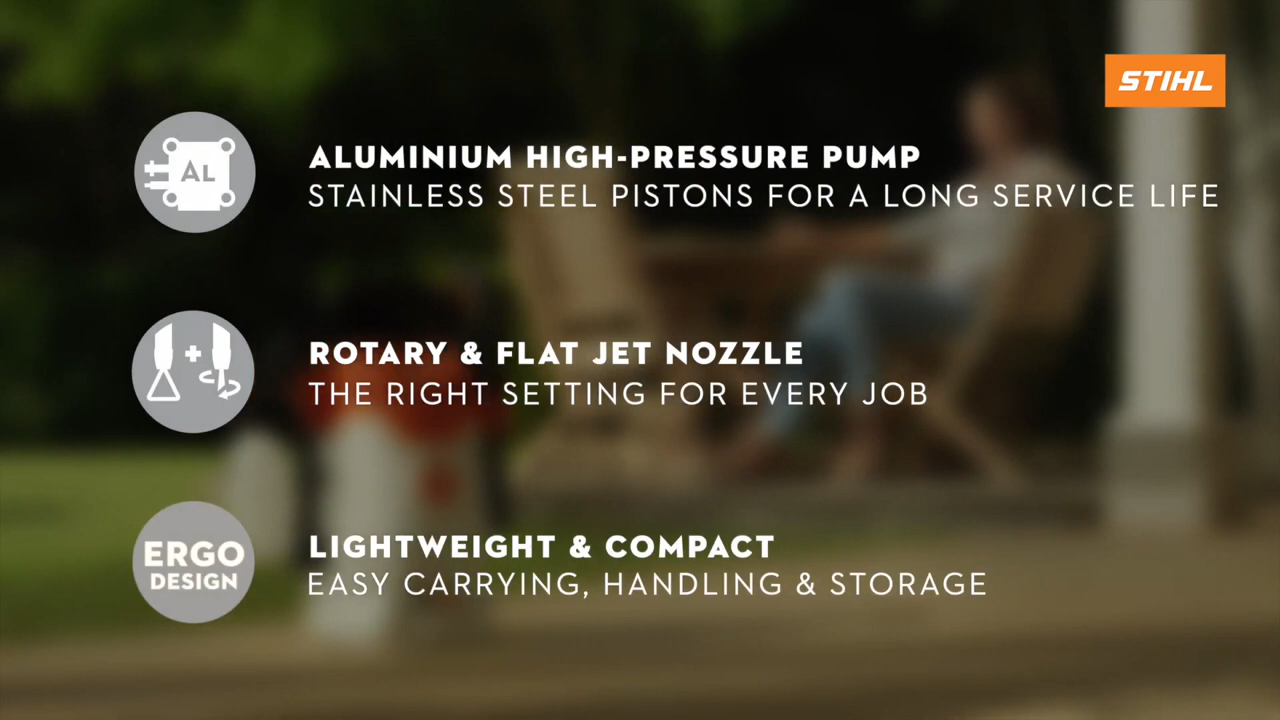 STIHL
AL
ALUMINIUM HIGH-PRESSURE PUMP
STAINLESS STEEL PISTONS FOR A LONG SERVICE LIFE
ROTARY & FLAT JET NOZZLE
THE RIGHT SETTING FOR EVERY JOB
ERGO
DESIGN
LIGHTWEIGHT & COMPACT
EASY CARRYING, HANDLING & STORAGE